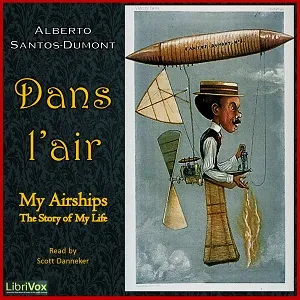 ALBERTO
SANTOS-DUMONT
Dans
l'air
My Airships
The Story of My Life
Read by
Scott Danneker
LibriVox